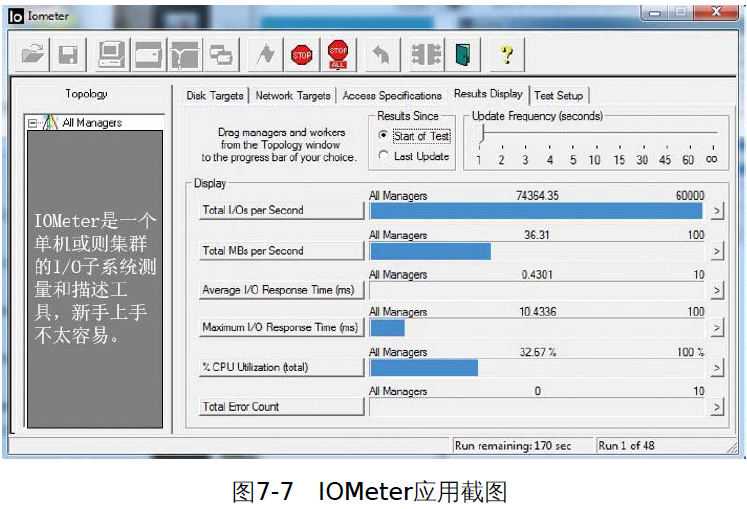 Iometer
STOP
STOP
ALL
?
Topology
All Managers
IOMeter是一个
单机或则集群
的I/O子系统测
量和描述工
具，新手上手
不太容易。
Disk Targets
Network Targets
Access Specifications
Results Display
Test Setup
Drag managers and workers
from the Topology window
to the progress bar of your choice.
Results Since
Start of Test
Last Update
Update Frequency (seconds)
1 2 3 4 5 10 15 30 45 60 ∞
Display
All Managers 74364.35 60000
Total I/Os per Second >
All Managers 36.31 100
Total MBs per Second >
All Managers 0.4301 10
Average I/O Response Time (ms) >
All Managers 10.4336 100
Maximum I/O Response Time (ms) >
All Managers 32.67 % 100 %
% CPU Utilization (total) >
All Managers 0 10
Total Error Count >
Run remaining: 170 sec
Run 1 of 48
图7-7 IOMeter应用截图